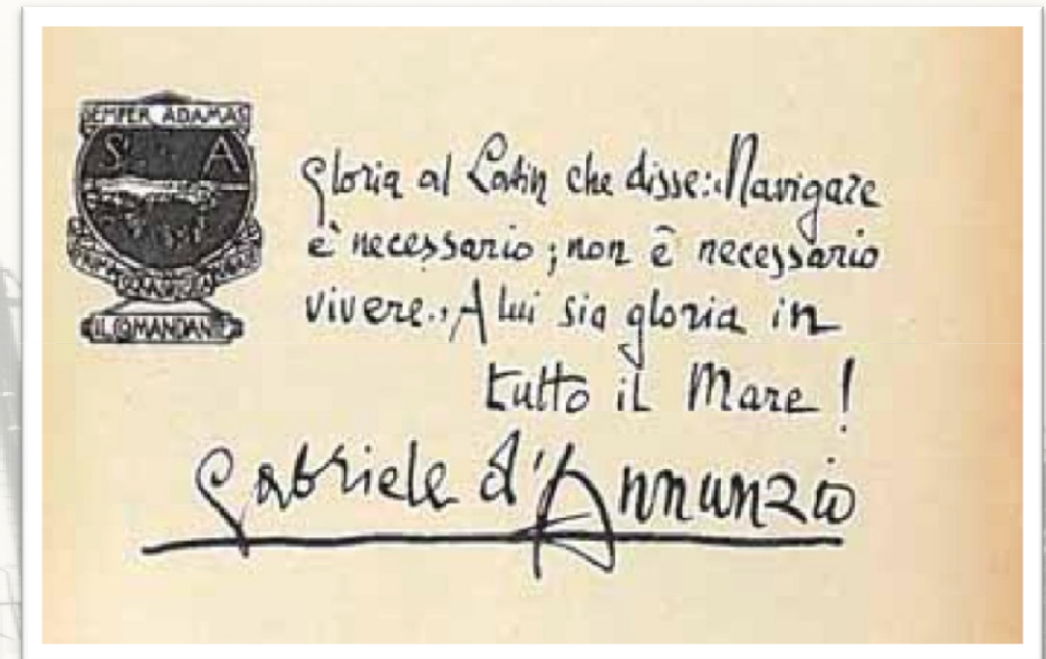 SEMPER ADAMAS
S A
IL COMANDANTE
Gloria al Latin che disse: „Navigare
è necessario; non è necessario
vivere„. A lui sia gloria in
tutto il Mare!
Gabriele d'Annunzio